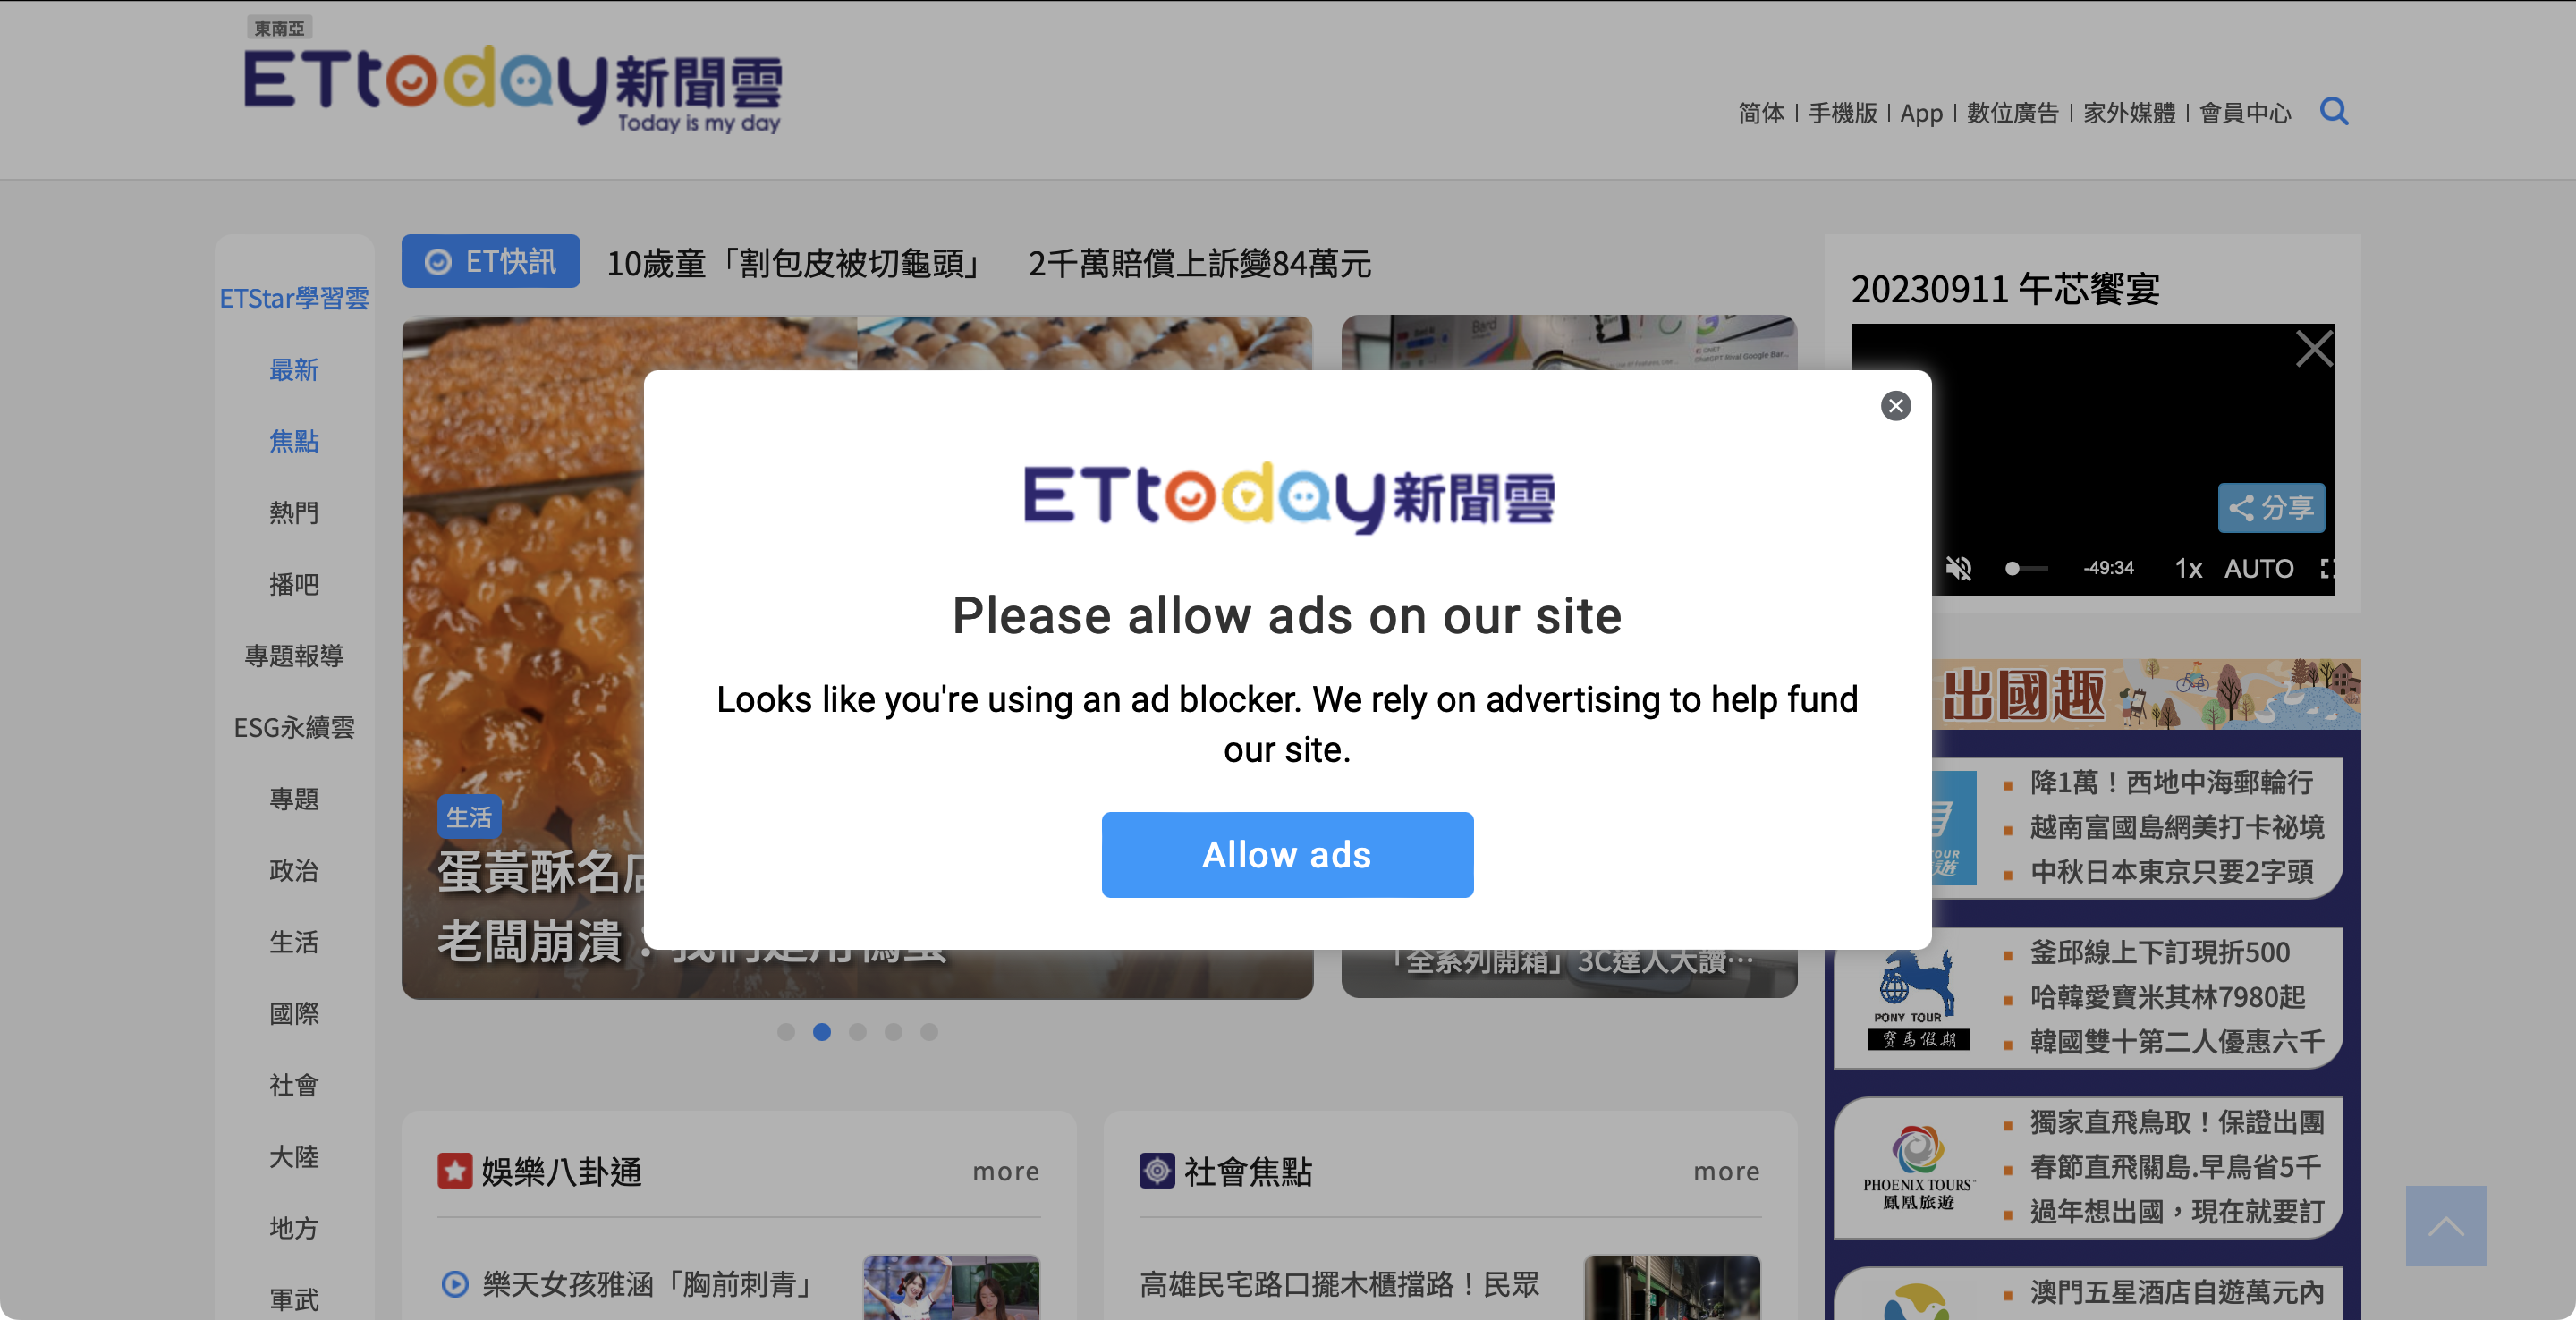 東南亞
ETtoday新聞雲
Today is my day
简体 | 手機版 | App | 數位廣告 | 家外媒體 | 會員中心
ETStar學習雲
最新
焦點
熱門
播吧
專題報導
ESG永續雲
專題
政治
生活
國際
社會
大陸
地方
軍武
ET快訊
10歲童「割包皮被切龜頭」 2千萬賠償上訴變84萬元
Bard
ChatGPT Rival Google Bar...
生活
蛋黃酥名店
老闆崩潰：我們是用鴨蛋
「全系列開箱」3C達人大讚…
ETtoday新聞雲
Please allow ads on our site
Looks like you're using an ad blocker. We rely on advertising to help fund
our site.
Allow ads
20230911 午芯饗宴
分享
-49:34 1x AUTO
出國趣
降1萬！西地中海郵輪行
越南富國島網美打卡祕境
中秋日本東京只要2字頭
PONY TOUR
寶馬假期
釜邱線上下訂現折500
哈韓愛寶米其林7980起
韓國雙十第二人優惠六千
PHOENIX TOURS
鳳凰旅遊
獨家直飛鳥取！保證出團
春節直飛關島.早鳥省5千
過年想出國，現在就要訂
澳門五星酒店自遊萬元內
娛樂八卦通
more
樂天女孩雅涵「胸前刺青」
社會焦點
more
高雄民宅路口擺木櫃擋路！民眾